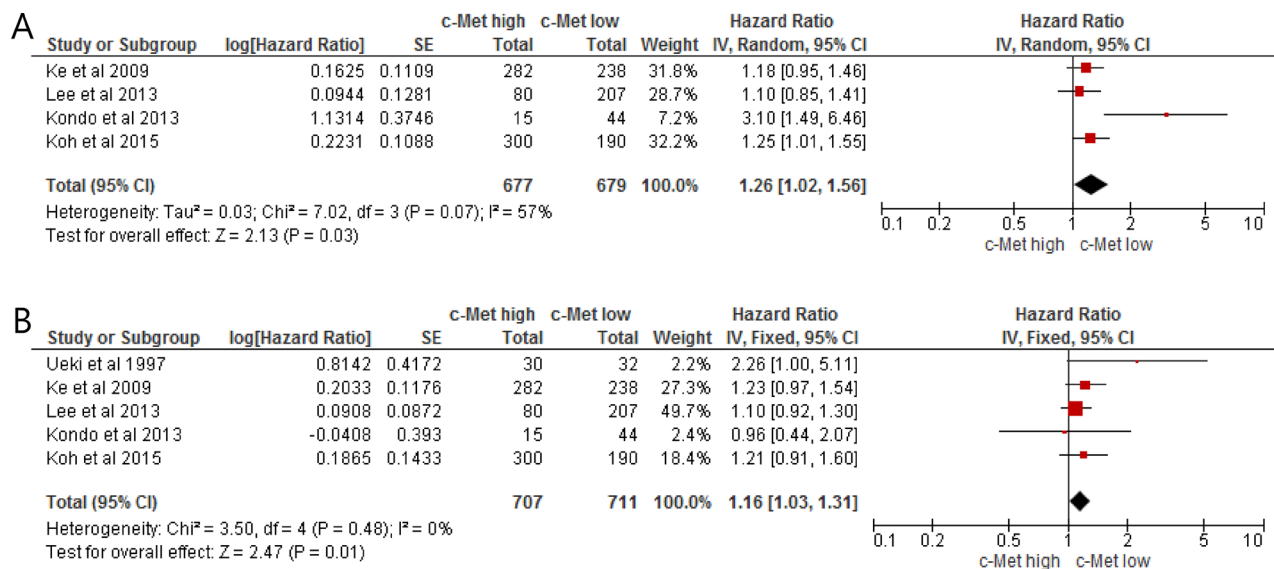 A
c-Met high c-Met low Hazard Ratio Hazard Ratio
Study or Subgroup log[Hazard Ratio] SE Total Total Weight IV, Random, 95% CI IV, Random, 95% CI
Ke et al 2009 0.1625 0.1109 282 238 31.8% 1.18 [0.95, 1.46]
Lee et al 2013 0.0944 0.1281 80 207 28.7% 1.10 [0.85, 1.41]
Kondo et al 2013 1.1314 0.3746 15 44 7.2% 3.10 [1.49, 6.46]
Koh et al 2015 0.2231 0.1088 300 190 32.2% 1.25 [1.01, 1.55]
Total (95% CI) 677 679 100.0% 1.26 [1.02, 1.56]
Heterogeneity: Tau² = 0.03; Chi² = 7.02, df = 3 (P = 0.07); I² = 57%
Test for overall effect: Z = 2.13 (P = 0.03)
0.1 0.2 0.5 1 2 5 10
c-Met high c-Met low
B
c-Met high c-Met low Hazard Ratio Hazard Ratio
Study or Subgroup log[Hazard Ratio] SE Total Total Weight IV, Fixed, 95% CI IV, Fixed, 95% CI
Ueki et al 1997 0.8142 0.4172 30 32 2.2% 2.26 [1.00, 5.11]
Ke et al 2009 0.2033 0.1176 282 238 27.3% 1.23 [0.97, 1.54]
Lee et al 2013 0.0908 0.0872 80 207 49.7% 1.10 [0.92, 1.30]
Kondo et al 2013 -0.0408 0.393 15 44 2.4% 0.96 [0.44, 2.07]
Koh et al 2015 0.1865 0.1433 300 190 18.4% 1.21 [0.91, 1.60]
Total (95% CI) 707 711 100.0% 1.16 [1.03, 1.31]
Heterogeneity: Chi² = 3.50, df = 4 (P = 0.48); I² = 0%
Test for overall effect: Z = 2.47 (P = 0.01)
0.1 0.2 0.5 1 2 5 10
c-Met high c-Met low